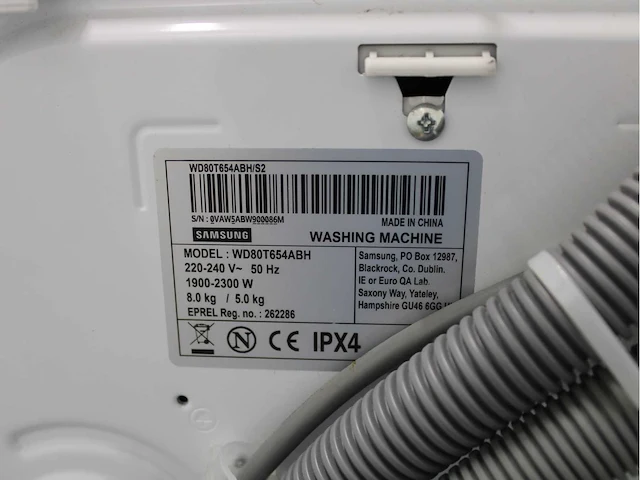 WD80T654ABH/S2
S/N : 0VAW5ABW900086M
MADE IN CHINA
SAMSUNG
WASHING MACHINE
MODEL : WD80T654ABH
220-240 V~ 50 Hz
1900-2300 W
8.0 kg / 5.0 kg
EPREL Reg. no.: 262286
Samsung, PO Box 12987,
Blackrock, Co. Dublin.
IE or Euro QA Lab.
Saxony Way, Yateley,
Hampshire GU46 6GG
N CE IPX4